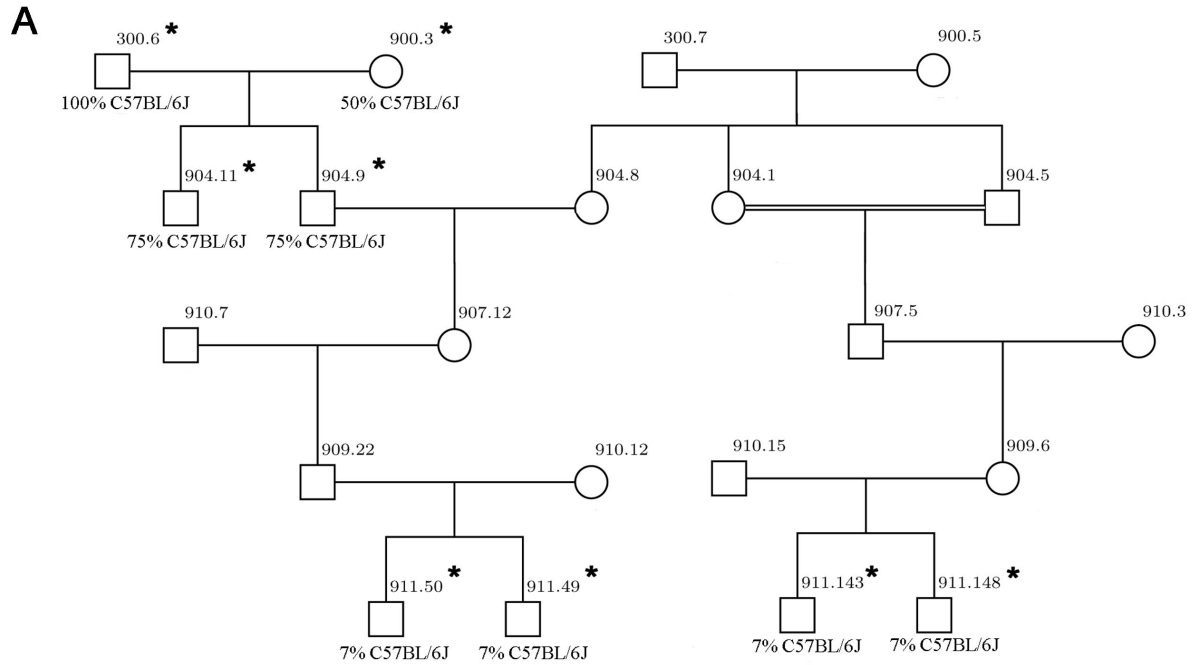 A
300.6 *
900.3 *
300.7
900.5
100% C57BL/6J
50% C57BL/6J
904.11 *
904.9 *
904.8
904.1
904.5
75% C57BL/6J
75% C57BL/6J
910.7
907.12
907.5
910.3
909.22
910.12
910.15
909.6
911.50 *
911.49 *
911.143 *
911.148 *
7% C57BL/6J
7% C57BL/6J
7% C57BL/6J
7% C57BL/6J